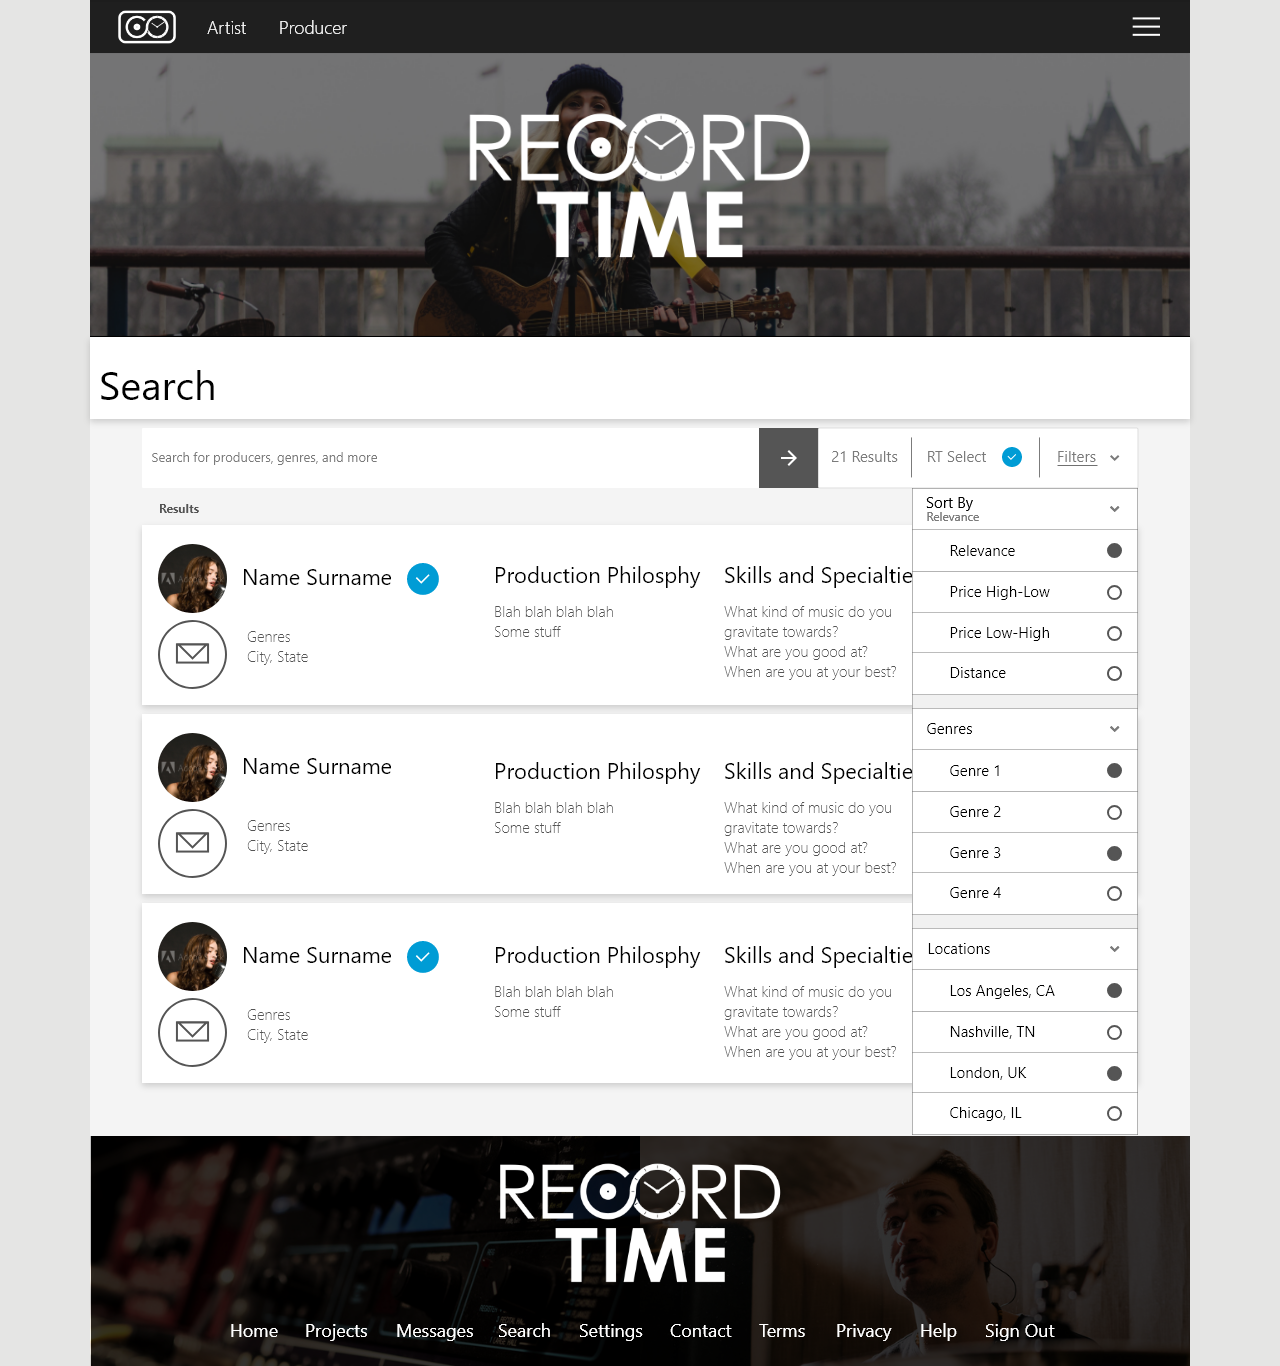 Artist Producer
RECORD
TIME
Search
Search for producers, genres, and more
21 Results
RT Select
Filters
Results
Sort By
Relevance
Relevance
Price High-Low
Price Low-High
Distance
Genres
Genre 1
Genre 2
Genre 3
Genre 4
Locations
Los Angeles, CA
Nashville, TN
London, UK
Chicago, IL
Name Surname
Genres
City, State
Production Philosphy
Blah blah blah blah
Some stuff
Skills and Specialtie
What kind of music do you
gravitate towards?
What are you good at?
When are you at your best?
Name Surname
Genres
City, State
Production Philosphy
Blah blah blah blah
Some stuff
Skills and Specialtie
What kind of music do you
gravitate towards?
What are you good at?
When are you at your best?
Name Surname
Genres
City, State
Production Philosphy
Blah blah blah blah
Some stuff
Skills and Specialtie
What kind of music do you
gravitate towards?
What are you good at?
When are you at your best?
RECORD
TIME
Home Projects Messages Search Settings Contact Terms Privacy Help Sign Out